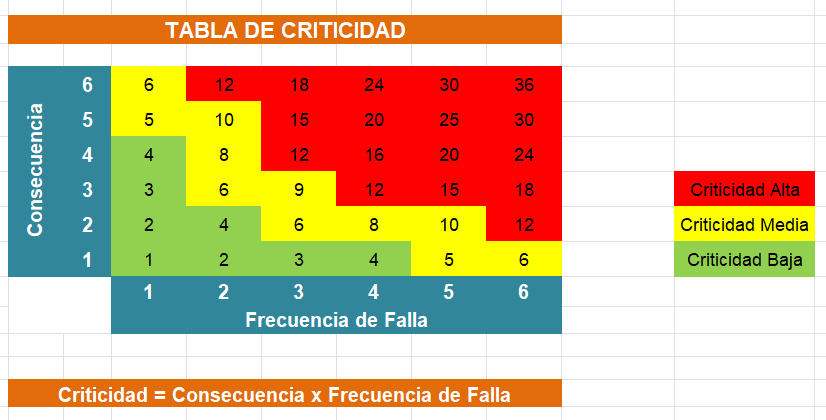 TABLA DE CRITICIDAD
Consecuencia
6 6 12 18 24 30 36
5 5 10 15 20 25 30
4 4 8 12 16 20 24
3 3 6 9 12 15 18
2 2 4 6 8 10 12
1 1 2 3 4 5 6
1 2 3 4 5 6
Frecuencia de Falla
Criticidad Alta
Criticidad Media
Criticidad Baja
Criticidad = Consecuencia x Frecuencia de Falla